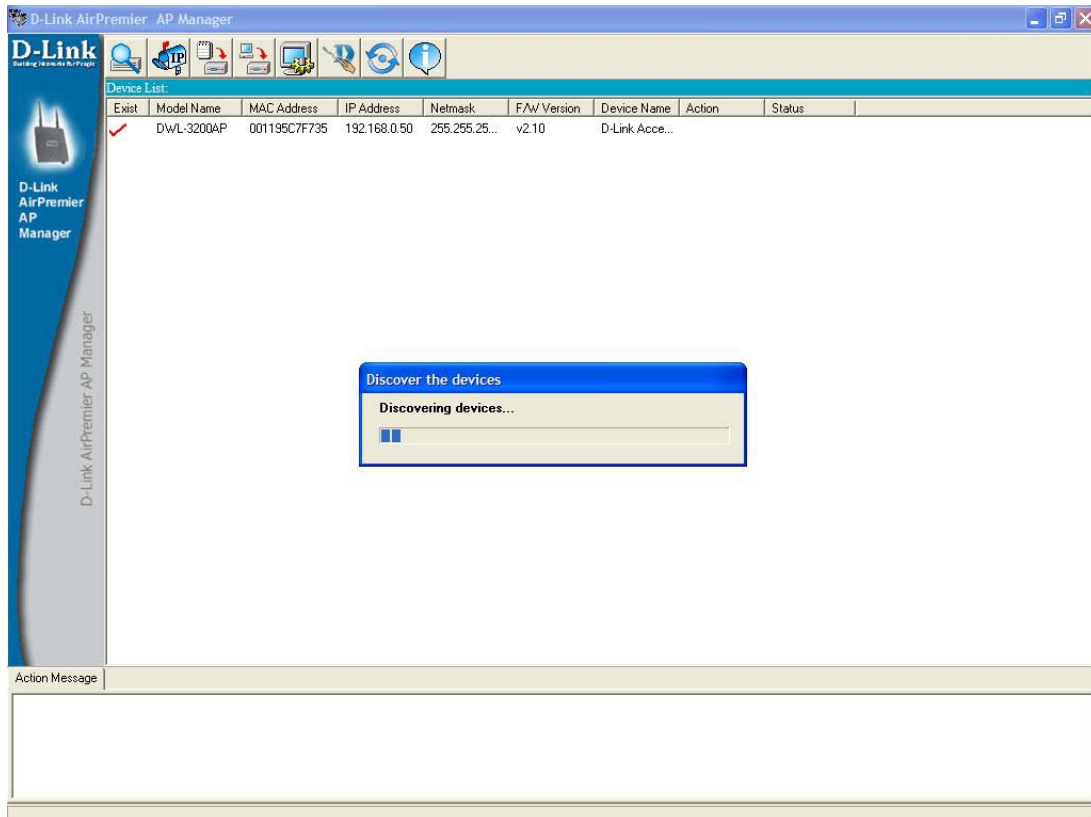 D-Link AirPremier AP Manager
D-Link
Building Networks for People
IP
Device List:
Exist Model Name MAC Address IP Address Netmask F/W Version Device Name Action Status
DWL-3200AP 001195C7F735 192.168.0.50 255.255.25... v2.10 D-Link Acce...
D-Link
AirPremier
AP
Manager
D-Link AirPremier AP Manager
Discover the devices
Discovering devices...
Action Message